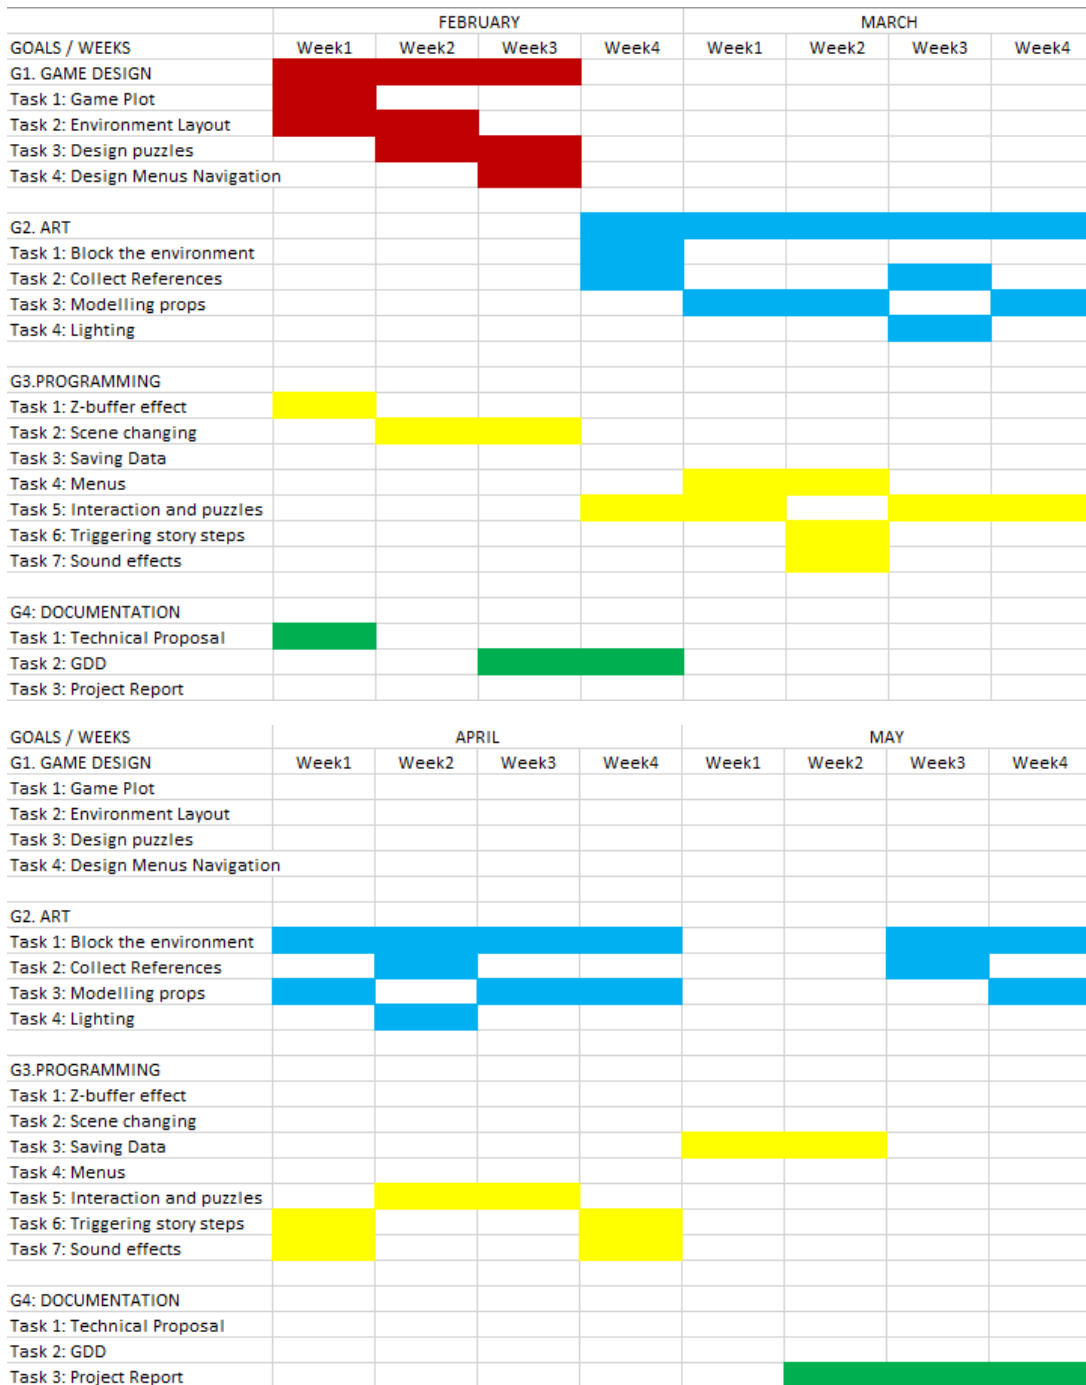 FEBRUARY MARCH
GOALS / WEEKS Week1 Week2 Week3 Week4 Week1 Week2 Week3 Week4
G1. GAME DESIGN
Task 1: Game Plot
Task 2: Environment Layout
Task 3: Design puzzles
Task 4: Design Menus Navigation
G2. ART
Task 1: Block the environment
Task 2: Collect References
Task 3: Modelling props
Task 4: Lighting
G3.PROGRAMMING
Task 1: Z-buffer effect
Task 2: Scene changing
Task 3: Saving Data
Task 4: Menus
Task 5: Interaction and puzzles
Task 6: Triggering story steps
Task 7: Sound effects
G4: DOCUMENTATION
Task 1: Technical Proposal
Task 2: GDD
Task 3: Project Report
GOALS / WEEKS APRIL MAY
G1. GAME DESIGN Week1 Week2 Week3 Week4 Week1 Week2 Week3 Week4
Task 1: Game Plot
Task 2: Environment Layout
Task 3: Design puzzles
Task 4: Design Menus Navigation
G2. ART
Task 1: Block the environment
Task 2: Collect References
Task 3: Modelling props
Task 4: Lighting
G3.PROGRAMMING
Task 1: Z-buffer effect
Task 2: Scene changing
Task 3: Saving Data
Task 4: Menus
Task 5: Interaction and puzzles
Task 6: Triggering story steps
Task 7: Sound effects
G4: DOCUMENTATION
Task 1: Technical Proposal
Task 2: GDD
Task 3: Project Report